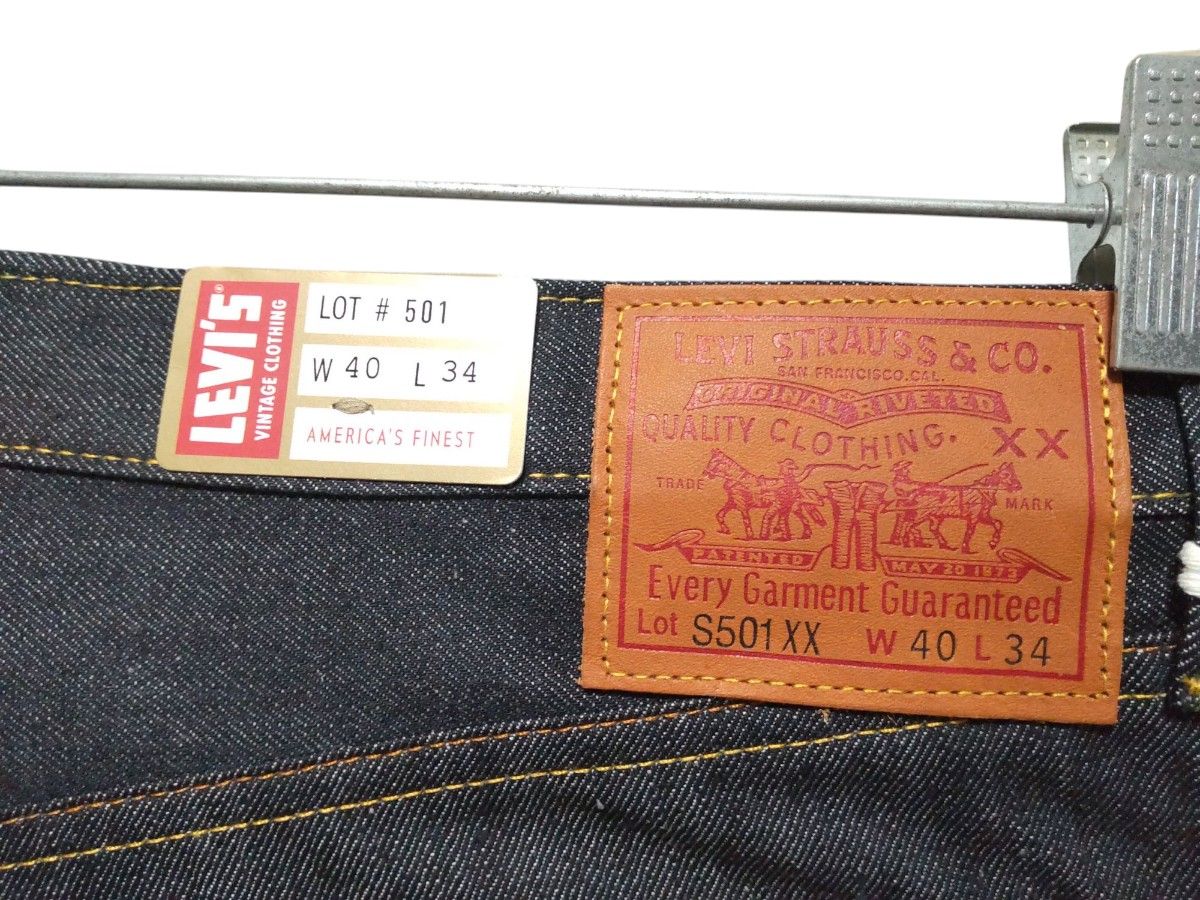 LEVI'S®
VINTAGE CLOTHING
LOT # 501
W 40 L 34
AMERICA'S FINEST
LEVI STRAUSS & CO.
SAN FRANCISCO.CAL.
ORIGINAL RIVETED
QUALITY CLOTHING. XX
TRADE MARK
PATENTED MAY 20 1873
Every Garment Guaranteed
Lot S501XX W 40 L 34